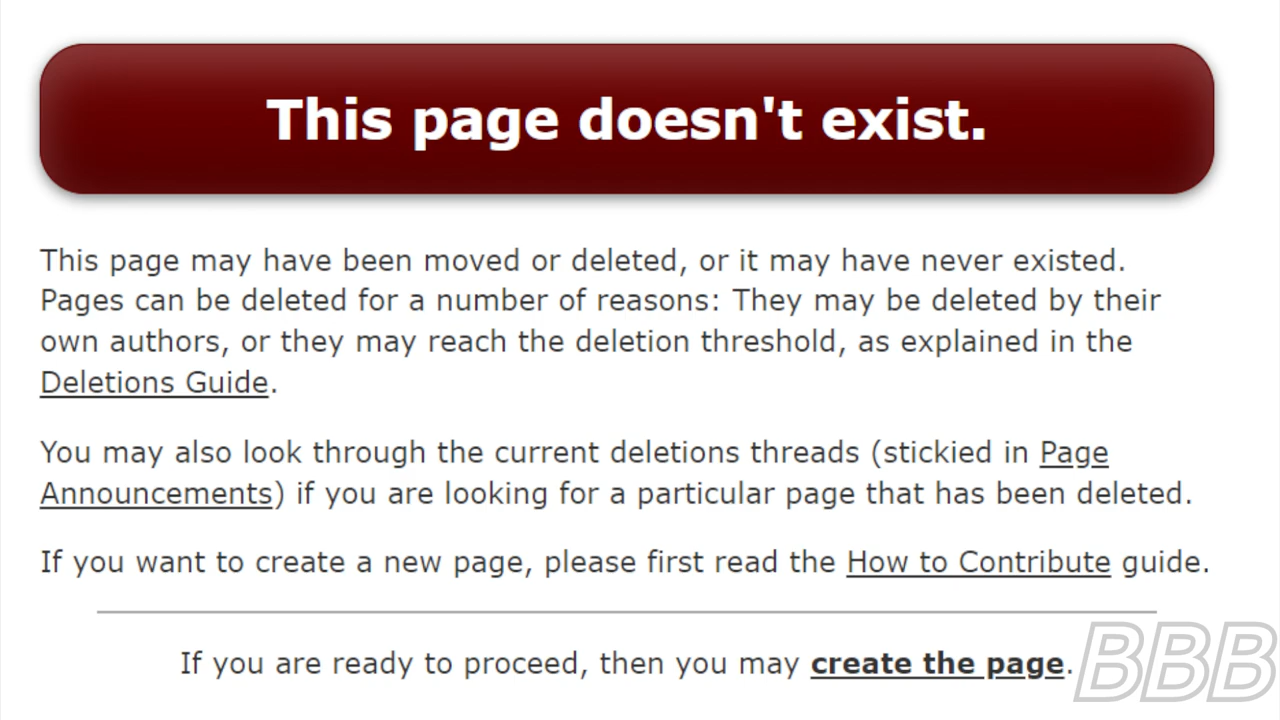 This page doesn't exist.
This page may have been moved or deleted, or it may have never existed.
Pages can be deleted for a number of reasons: They may be deleted by their
own authors, or they may reach the deletion threshold, as explained in the
Deletions Guide.
You may also look through the current deletions threads (stickied in Page
Announcements) if you are looking for a particular page that has been deleted.
If you want to create a new page, please first read the How to Contribute guide.
If you are ready to proceed, then you may create the page.
BBB